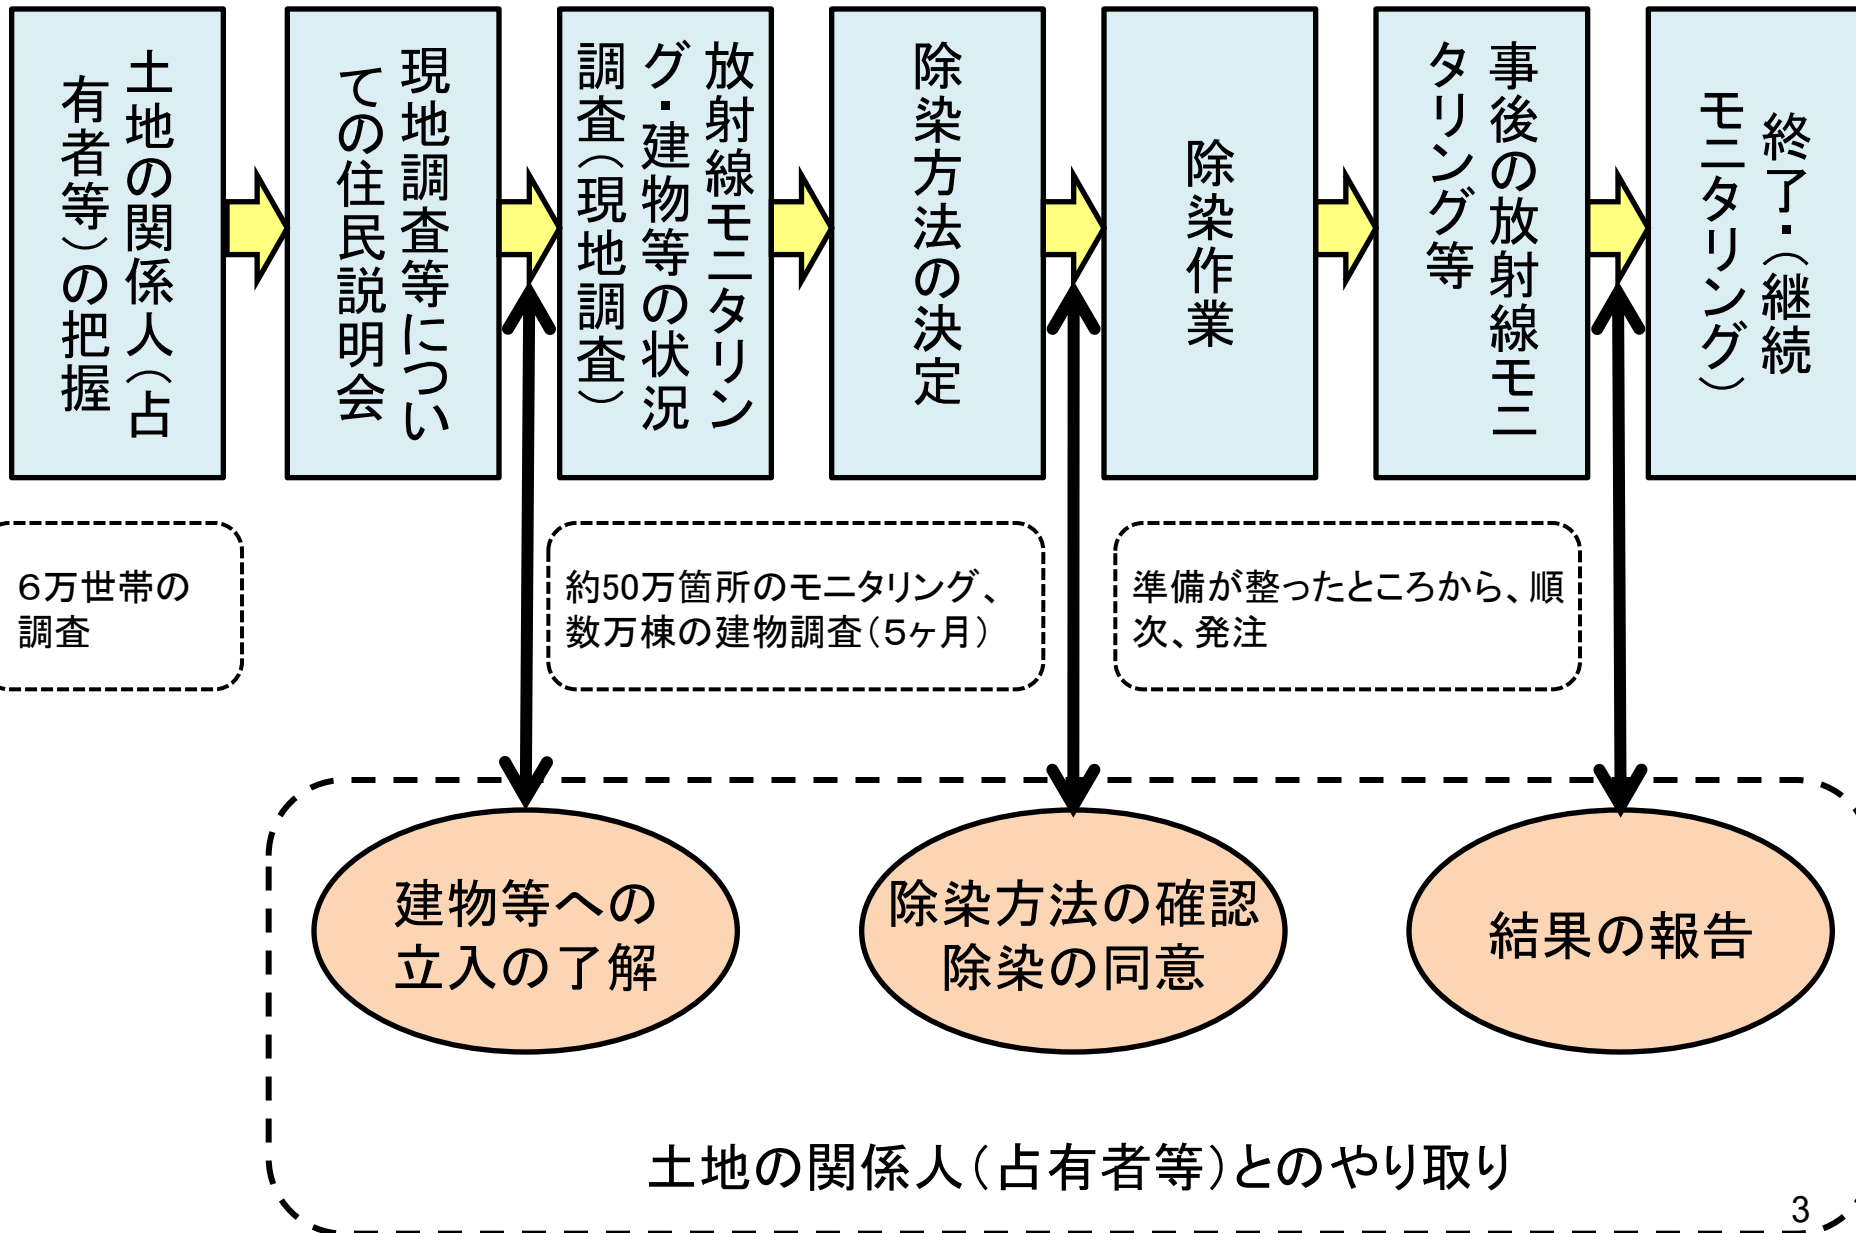 土地の関係人（占
有者等）の把握
現地調査等につい
ての住民説明会
放射線モニタリン
グ・建物等の状況
調査（現地調査）
除染方法の決定
除染作業
事後の放射線モニ
タリング等
終了・（継続
モニタリング）
６万世帯の
調査
約50万箇所のモニタリング、
数万棟の建物調査（５ヶ月）
準備が整ったところから、順
次、発注
建物等への
立入の了解
除染方法の確認
除染の同意
結果の報告
土地の関係人（占有者等）とのやり取り
3